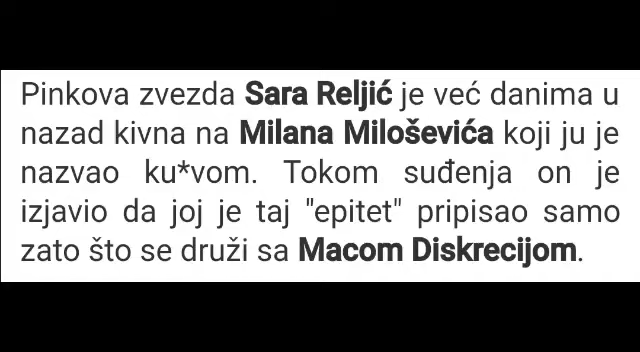 Pinkova zvezda Sara Reljić je već danima u
nazad kivna na Milana Miloševića koji ju je
nazvao ku*vom. Tokom suđenja on je
izjavio da joj je taj "epitet" pripisao samo
zato što se druži sa Macom Diskrecijom.